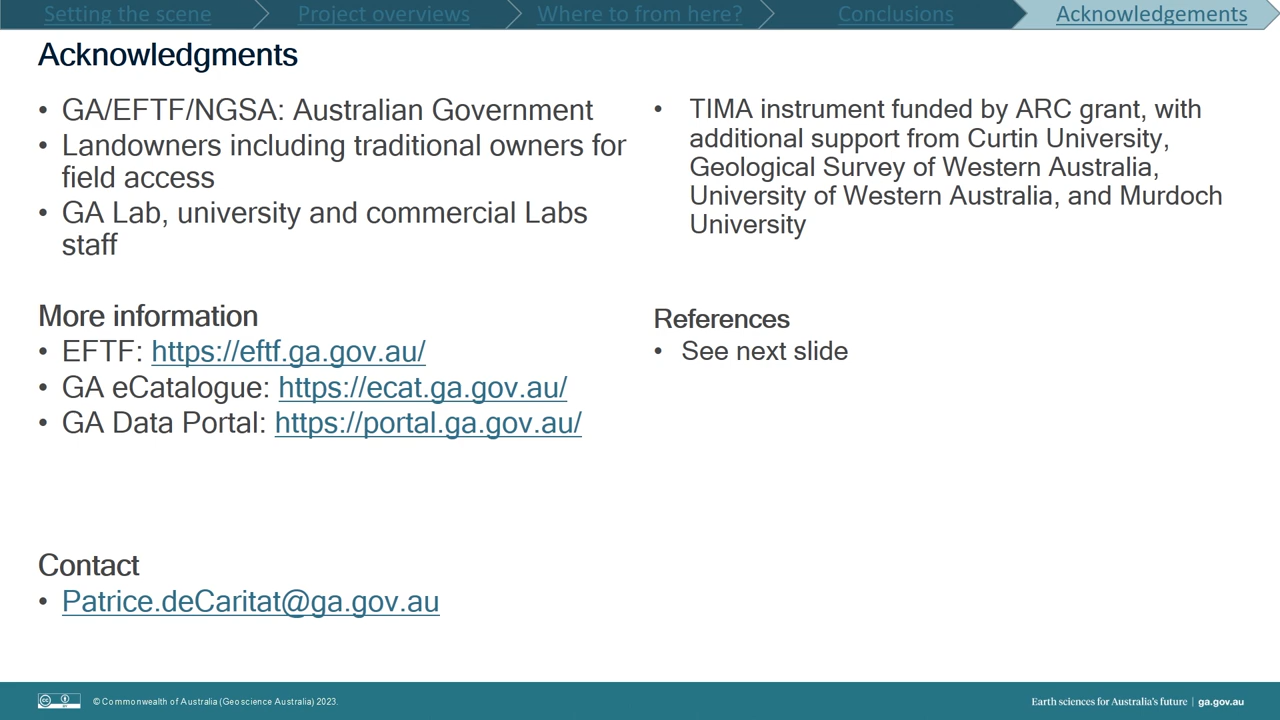 Setting the scene
Project overviews
Where to from here?
Conclusions
Acknowledgements
Acknowledgments
• GA/EFTF/NGSA: Australian Government
• Landowners including traditional owners for
field access
• GA Lab, university and commercial Labs
staff
• TIMA instrument funded by ARC grant, with
additional support from Curtin University,
Geological Survey of Western Australia,
University of Western Australia, and Murdoch
University
More information
• EFTF: https://eftf.ga.gov.au/
• GA eCatalogue: https://ecat.ga.gov.au/
• GA Data Portal: https://portal.ga.gov.au/
References
• See next slide
Contact
• Patrice.deCaritat@ga.gov.au
cc BY
© Commonwealth of Australia (Geoscience Australia) 2023.
Earth sciences for Australia's future | ga.gov.au